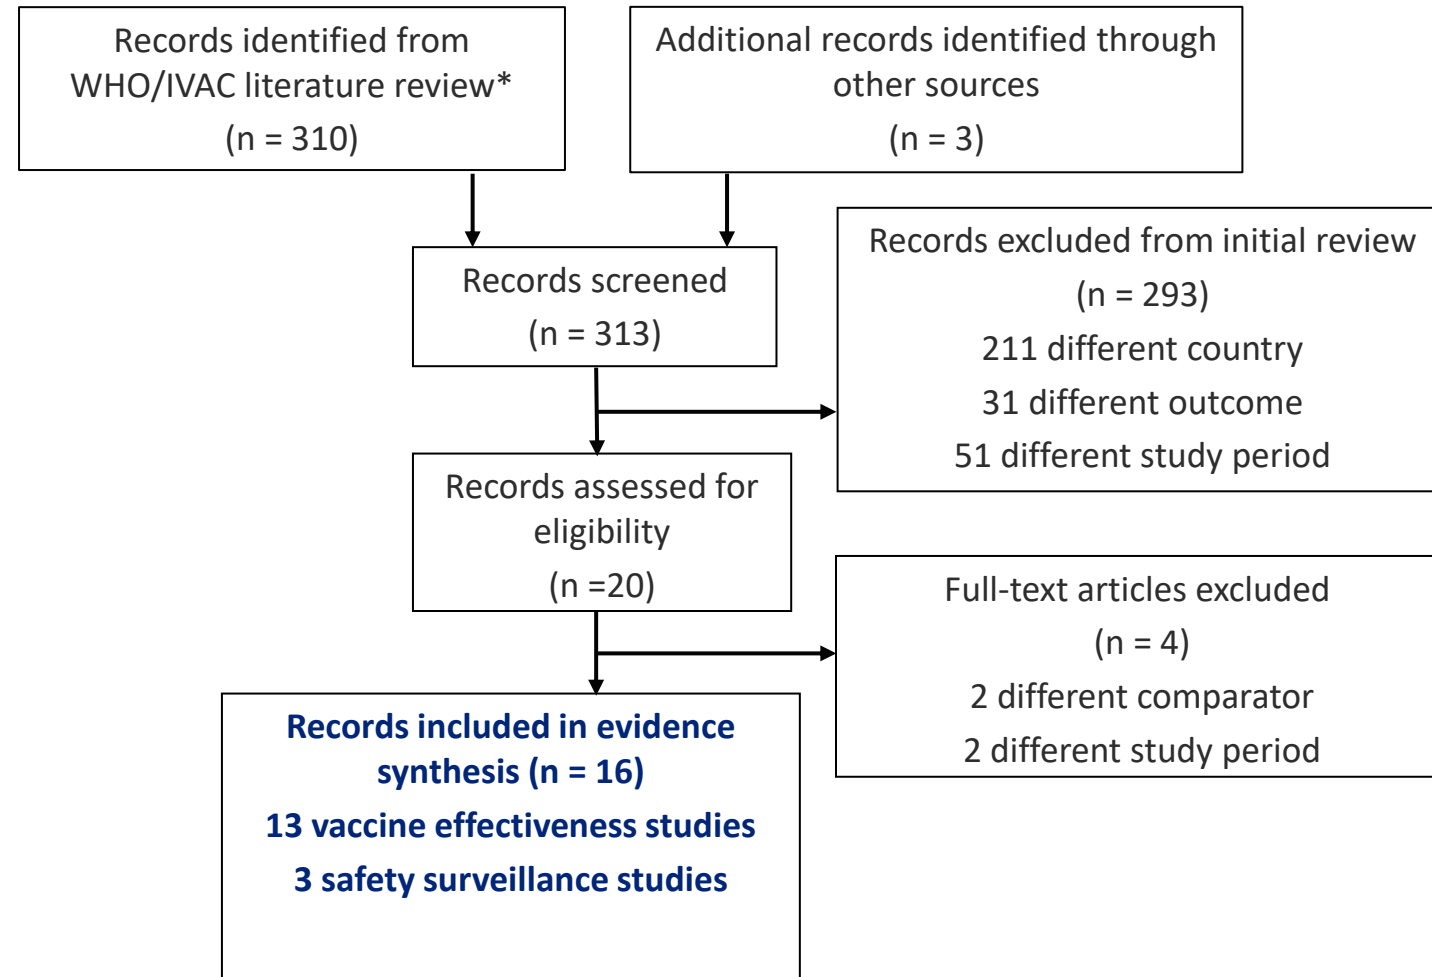 Records identified from
WHO/IVAC literature review*
(n = 310)
Additional records identified through
other sources
(n = 3)
Records screened
(n = 313)
Records excluded from initial review
(n = 293)
211 different country
31 different outcome
51 different study period
Records assessed for
eligibility
(n =20)
Full-text articles excluded
(n = 4)
2 different comparator
2 different study period
Records included in evidence
synthesis (n = 16)
13 vaccine effectiveness studies
3 safety surveillance studies